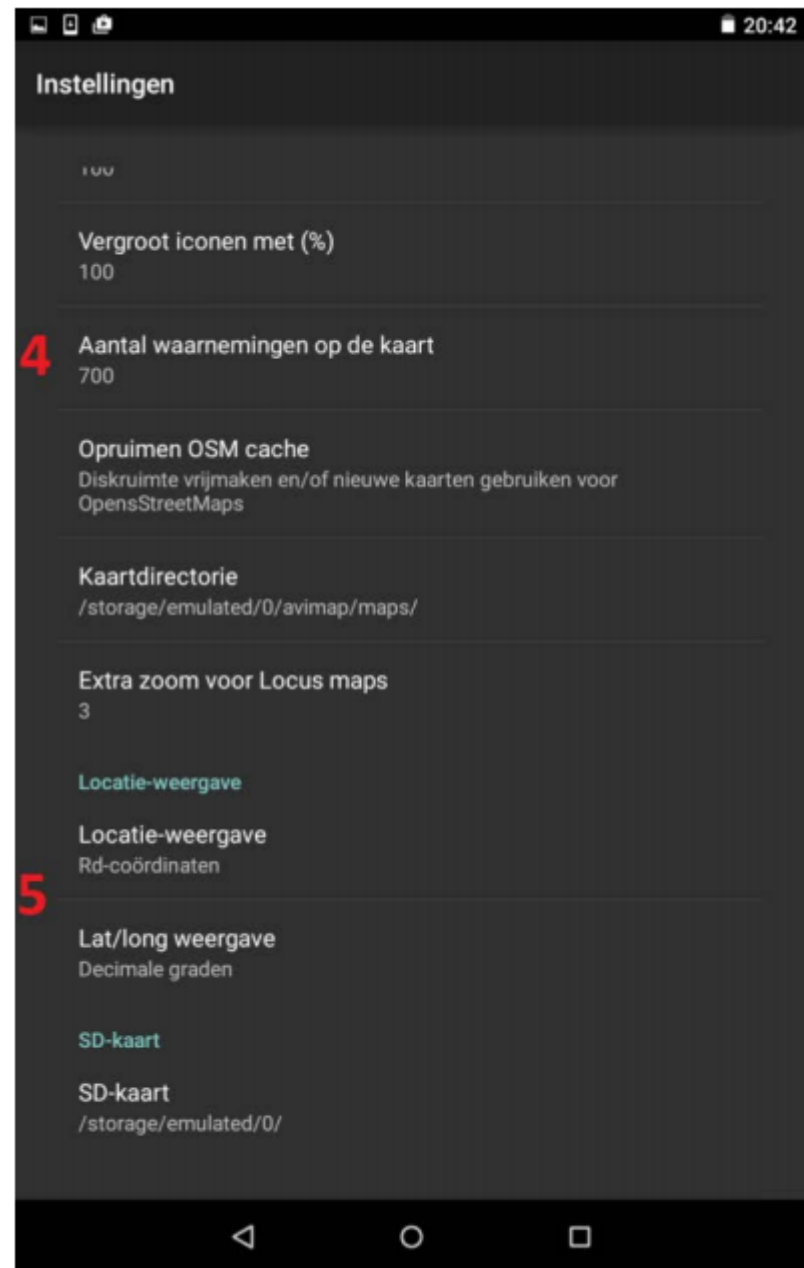 20:42
Instellingen
100
Vergroot iconen met (%)
100
4
Aantal waarnemingen op de kaart
700
Opruimen OSM cache
Diskruimte vrijmaken en/of nieuwe kaarten gebruiken voor
OpensStreetMaps
Kaartdirectorie
/storage/emulated/0/avimap/maps/
Extra zoom voor Locus maps
3
Locatie-weergave
Locatie-weergave
Rd-coördinaten
5
Lat/long weergave
Decimale graden
SD-kaart
SD-kaart
/storage/emulated/0/